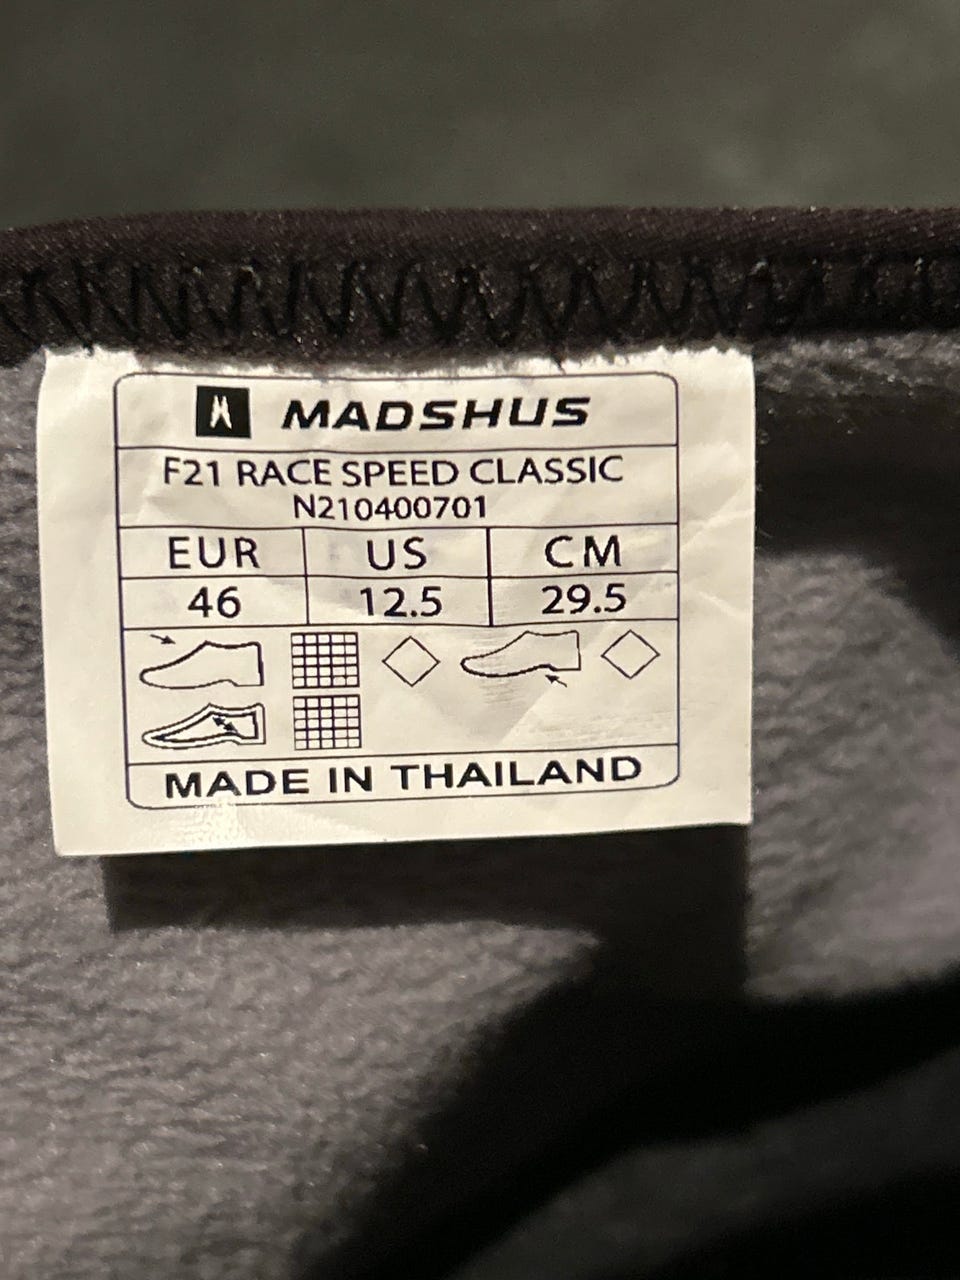 MADSHUS
F21 RACE SPEED CLASSIC
N210400701
EUR US CM
46 12.5 29.5
MADE IN THAILAND